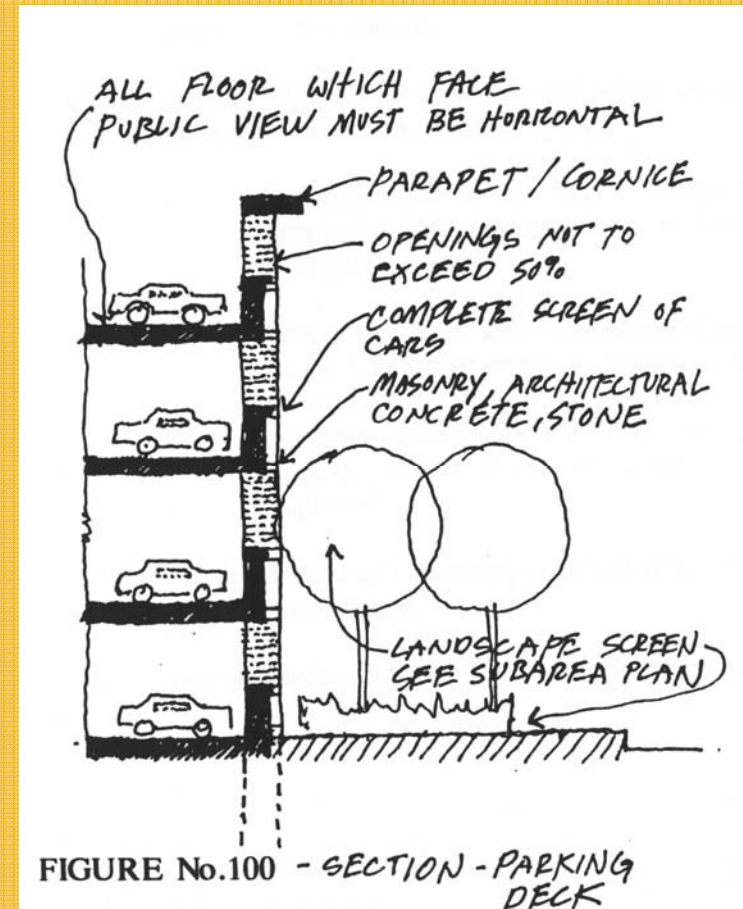 ALL FLOOR WHICH FACE
PUBLIC VIEW MUST BE HORIZONTAL
PARAPET / CORNICE
OPENINGS NOT TO
EXCEED 50%
COMPLETE SCREEN OF
CARS
MASONRY, ARCHITECTURAL
CONCRETE, STONE
LANDSCAPE SCREEN
SEE SUBAREA PLAN
FIGURE No.100 - SECTION - PARKING
DECK